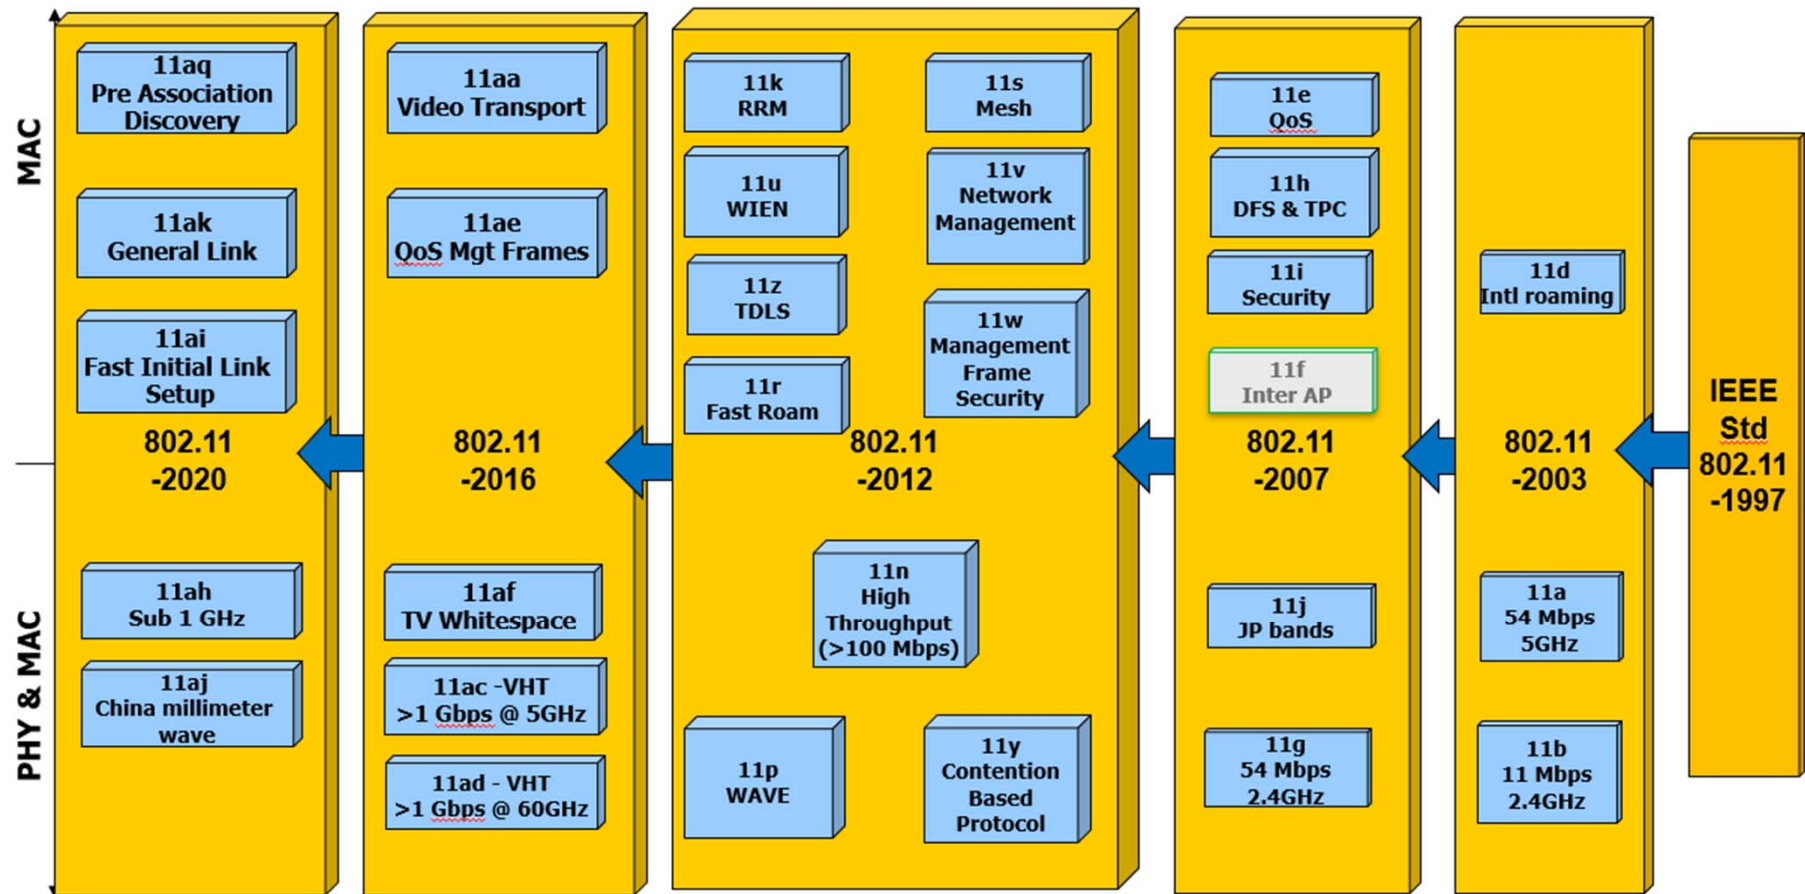 MAC
PHY & MAC
11aq
Pre Association
Discovery
11ak
General Link
11ai
Fast Initial Link
Setup
802.11
-2020
11ah
Sub 1 GHz
11aj
China millimeter
wave
11aa
Video Transport
11ae
QoS Mgt Frames
802.11
-2016
11af
TV Whitespace
11ac -VHT
>1 Gbps @ 5GHz
11ad - VHT
>1 Gbps @ 60GHz
11k
RRM
11s
Mesh
11u
WIEN
11v
Network
Management
11z
TDLS
11w
Management
Frame
Security
11r
Fast Roam
802.11
-2012
11n
High
Throughput
(>100 Mbps)
11p
WAVE
11y
Contention
Based
Protocol
11e
QoS
11h
DFS & TPC
11i
Security
11f
Inter AP
802.11
-2007
11j
JP bands
11g
54 Mbps
2.4GHz
11d
Intl roaming
802.11
-2003
11a
54 Mbps
5GHz
11b
11 Mbps
2.4GHz
IEEE
Std
802.11
-1997